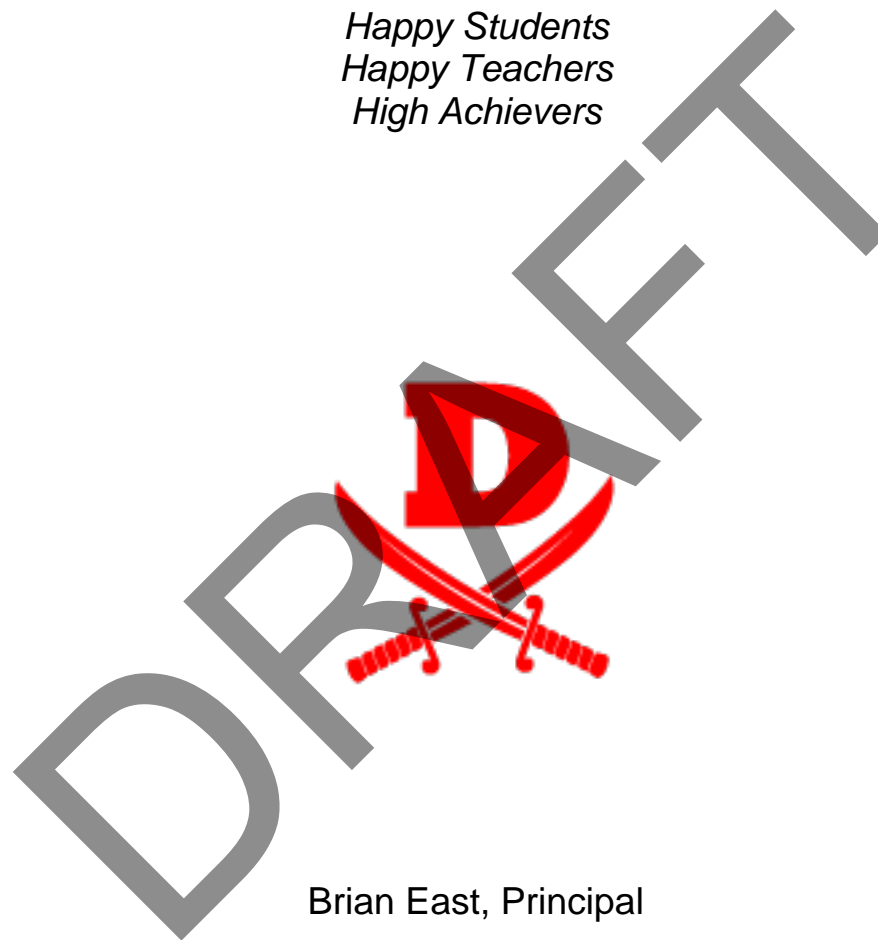 Happy Students
Happy Teachers
High Achievers
DRAFT
D
Brian East, Principal